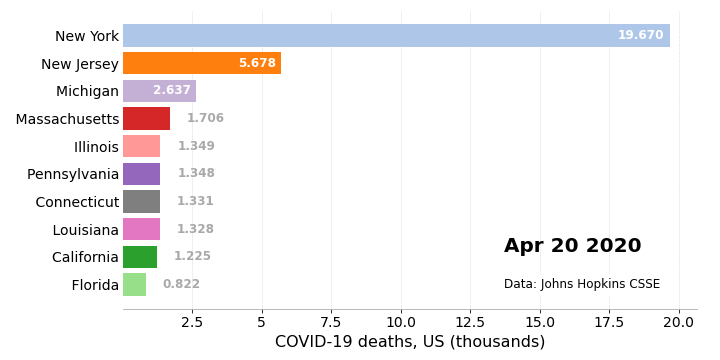 New York 19.670
New Jersey 5.678
Michigan 2.637
Massachusetts 1.706
Illinois 1.349
Pennsylvania 1.348
Connecticut 1.331
Louisiana 1.328
California 1.225
Florida 0.822
Apr 20 2020
Data: Johns Hopkins CSSE
2.5 5 7.5 10.0 12.5 15.0 17.5 20.0
COVID-19 deaths, US (thousands)